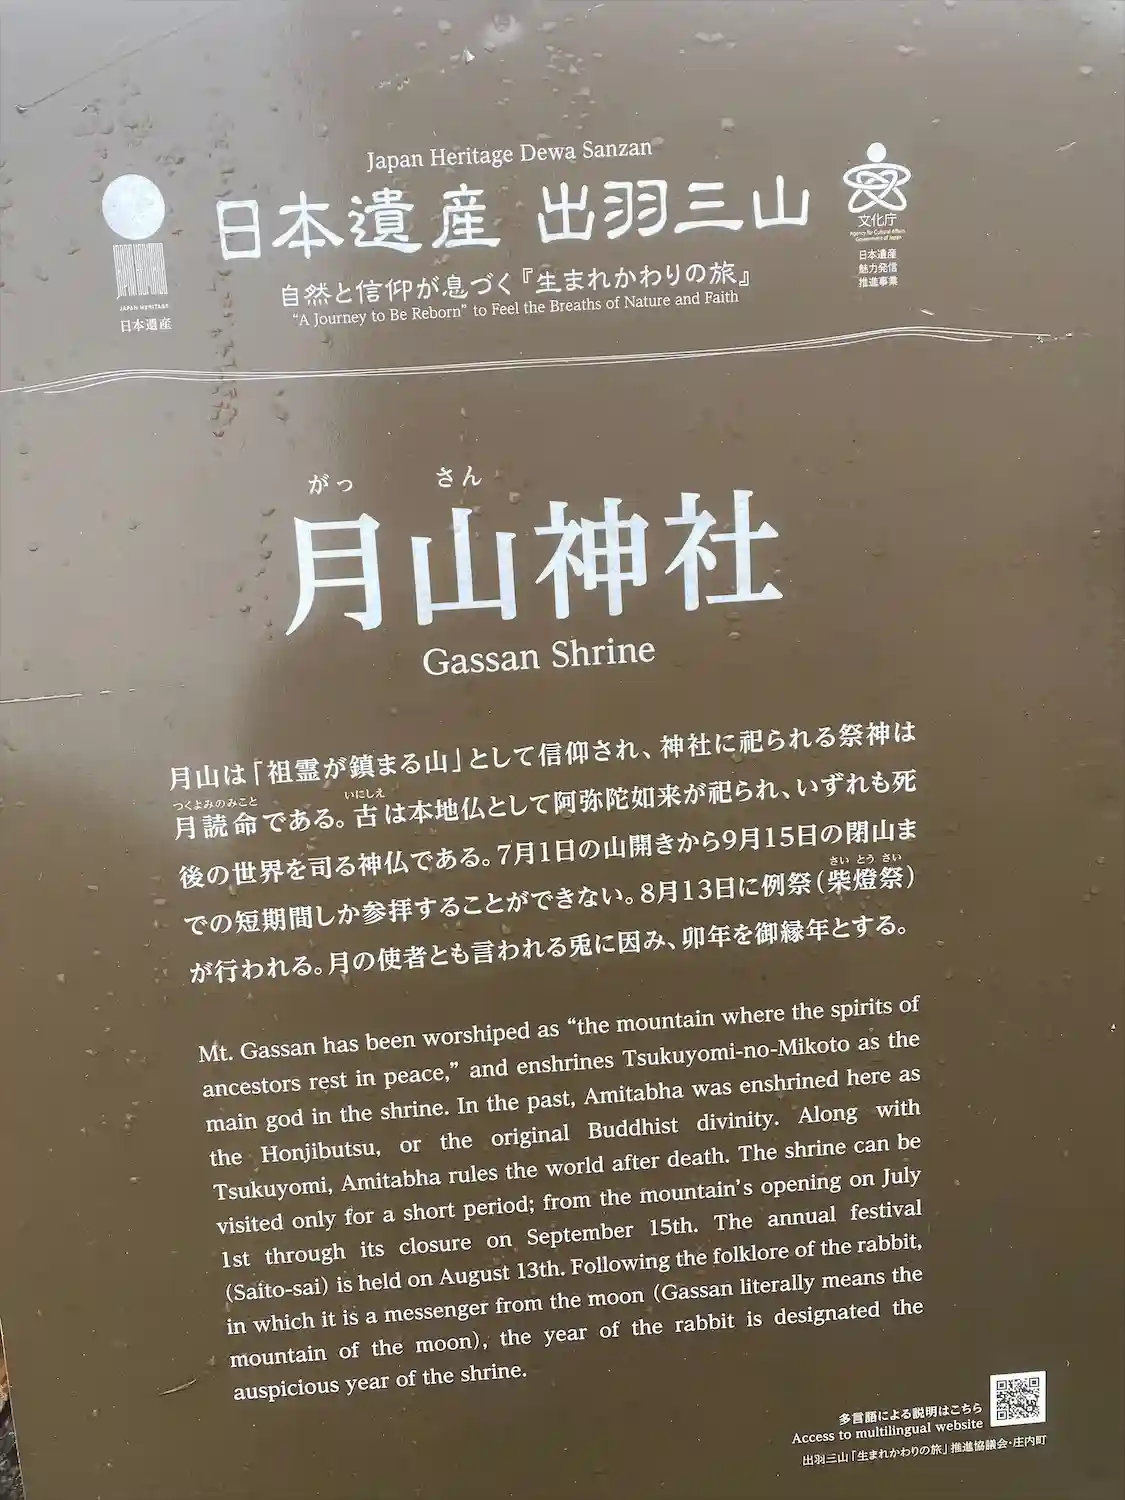 Japan Heritage Dewa Sanzan
日本遺産 出羽三山
自然と信仰が息づく『生まれかわりの旅』
“A Journey to Be Reborn” to Feel the Breaths of Nature and Faith
JAPAN HERITAGE
日本遺産
文化庁
Agency for Cultural Affairs
Government of Japan
日本遺産
魅力発信
推進事業
がっ さん
月山神社
Gassan Shrine
月山は「祖霊が鎮まる山」として信仰され、神社に祀られる祭神は
つくよみのみこと いにしえ
月読命である。古は本地仏として阿弥陀如来が祀られ、いずれも死
後の世界を司る神仏である。7月1日の山開きから9月15日の閉山ま
さい とう さい
での短期間しか参拝することができない。8月13日に例祭(柴燈祭)
が行われる。月の使者とも言われる兎に因み、卯年を御縁年とする。
Mt. Gassan has been worshiped as “the mountain where the spirits of
ancestors rest in peace,” and enshrines Tsukuyomi-no-Mikoto as the
main god in the shrine. In the past, Amitabha was enshrined here as
the Honjibutsu, or the original Buddhist divinity. Along with
Tsukuyomi, Amitabha rules the world after death. The shrine can be
visited only for a short period; from the mountain’s opening on July
1st through its closure on September 15th. The annual festival
(Saito-sai) is held on August 13th. Following the folklore of the rabbit,
in which it is a messenger from the moon (Gassan literally means the
mountain of the moon), the year of the rabbit is designated the
auspicious year of the shrine.
多言語による説明はこちら
Access to multilingual website
出羽三山「生まれかわりの旅」推進協議会・庄内町